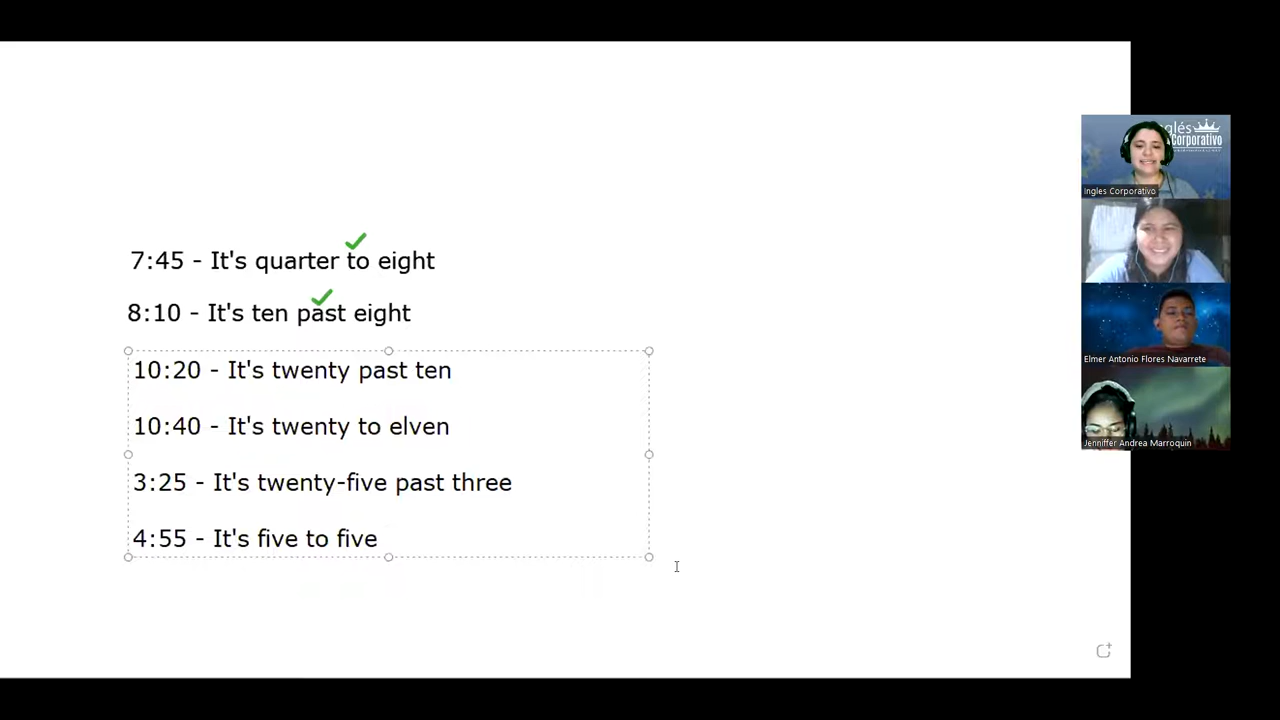 7:45 - It's quarter to eight
8:10 - It's ten past eight
10:20 - It's twenty past ten
10:40 - It's twenty to elven
3:25 - It's twenty-five past three
4:55 - It's five to five
glés
Corporativo
Ingles Corporativo
Elmer Antonio Flores Navarrete
Jenniffer Andrea Marroquin